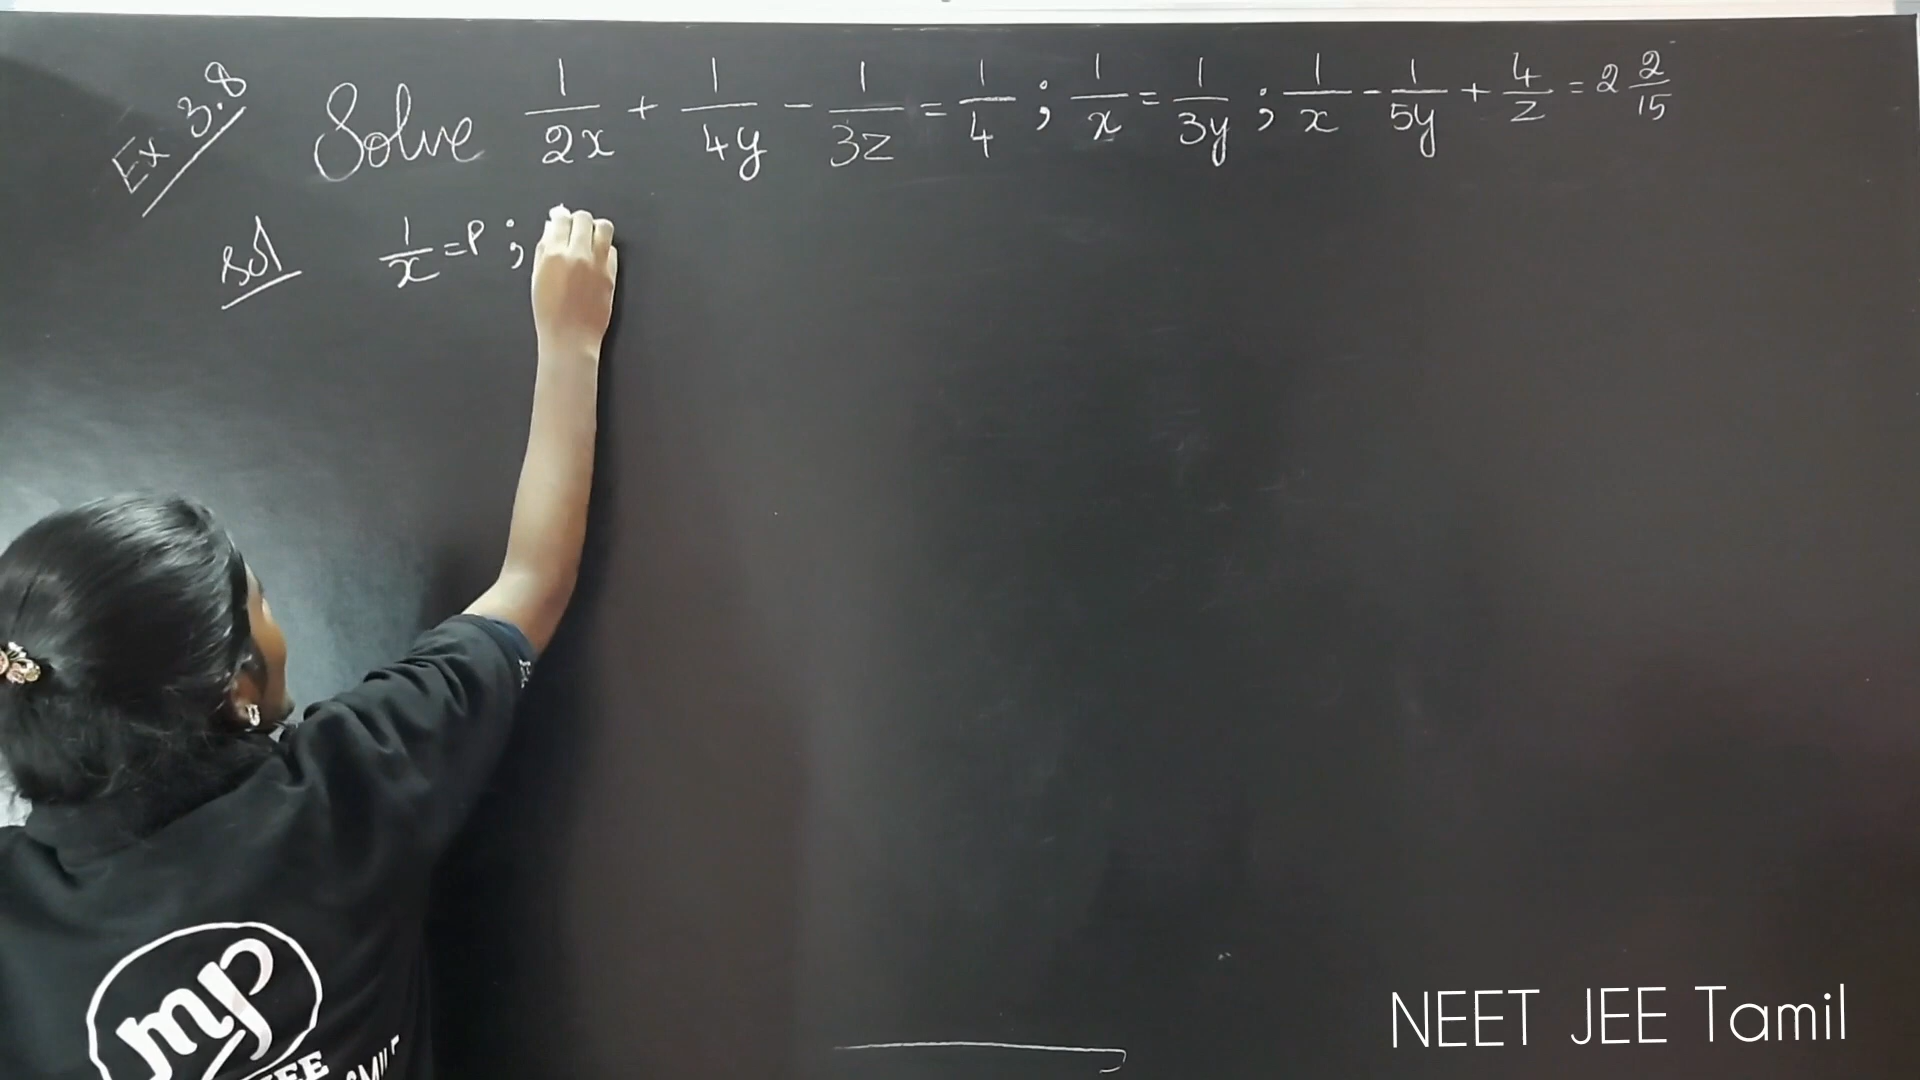 Ex 3.8
Solve 1/2x + 1/4y - 1/3z = 1/4 ; 1/x = 1/3y ; 1/x - 1/5y + 4/z = 2 2/15
sol 1/x = P ;
mp
NEET JEE Tamil